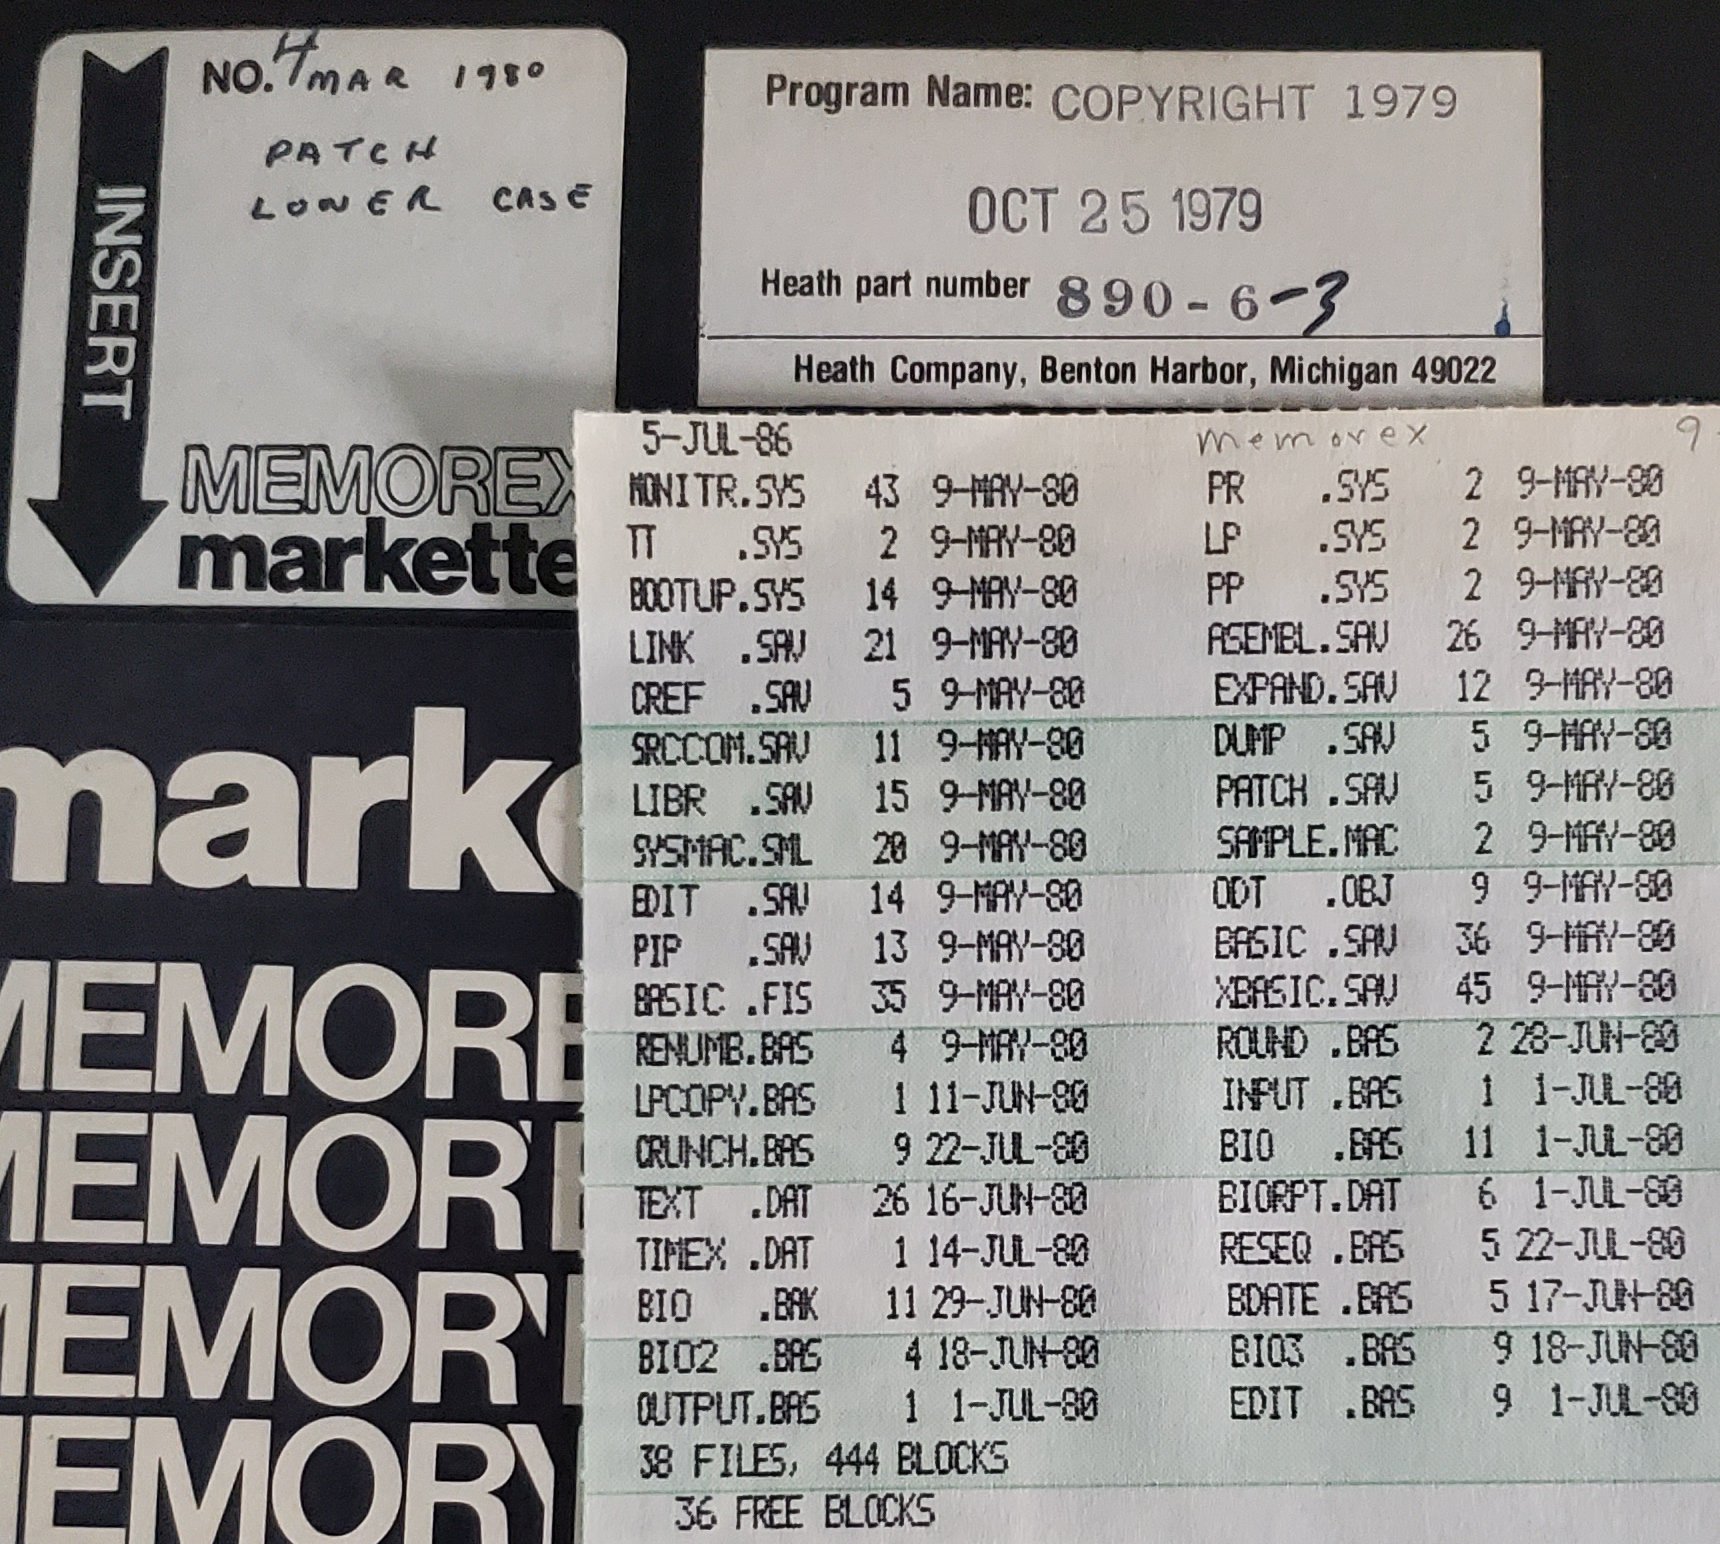 NO. 4 MAR 1980
PATCH
LOWER CASE
INSERT
MEMOREX
markette
Program Name: COPYRIGHT 1979
OCT 25 1979
Heath part number 890-6-3
Heath Company, Benton Harbor, Michigan 49022
5-JUL-86 memorex 9
MONITR.SYS 43 9-MAY-80 PR .SYS 2 9-MAY-80
TT .SYS 2 9-MAY-80 LP .SYS 2 9-MAY-80
BOOTUP.SYS 14 9-MAY-80 PP .SYS 2 9-MAY-80
LINK .SAV 21 9-MAY-80 ASEMBL.SAV 26 9-MAY-80
CREF .SAV 5 9-MAY-80 EXPAND.SAV 12 9-MAY-80
SRCCOM.SAV 11 9-MAY-80 DUMP .SAV 5 9-MAY-80
LIBR .SAV 15 9-MAY-80 PATCH .SAV 5 9-MAY-80
SYSMAC.SML 20 9-MAY-80 SAMPLE.MAC 2 9-MAY-80
EDIT .SAV 14 9-MAY-80 ODT .OBJ 9 9-MAY-80
PIP .SAV 13 9-MAY-80 BASIC .SAV 36 9-MAY-80
BASIC .FIS 35 9-MAY-80 XBASIC.SAV 45 9-MAY-80
RENUMB.BAS 4 9-MAY-80 ROUND .BAS 2 28-JUN-80
LPCOPY.BAS 1 11-JUN-80 INPUT .BAS 1 1-JUL-80
CRUNCH.BAS 9 22-JUL-80 BIO .BAS 11 1-JUL-80
TEXT .DAT 26 16-JUN-80 BIORPT.DAT 6 1-JUL-80
TIMEX .DAT 1 14-JUL-80 RESEQ .BAS 5 22-JUL-80
BIO .BAK 11 29-JUN-80 BDATE .BAS 5 17-JUN-80
BIO2 .BAS 4 18-JUN-80 BIO3 .BAS 9 18-JUN-80
OUTPUT.BAS 1 1-JUL-80 EDIT .BAS 9 1-JUL-80
38 FILES, 444 BLOCKS
36 FREE BLOCKS
mark
MEMORE
MEMOR
MEMOR
MEMOR